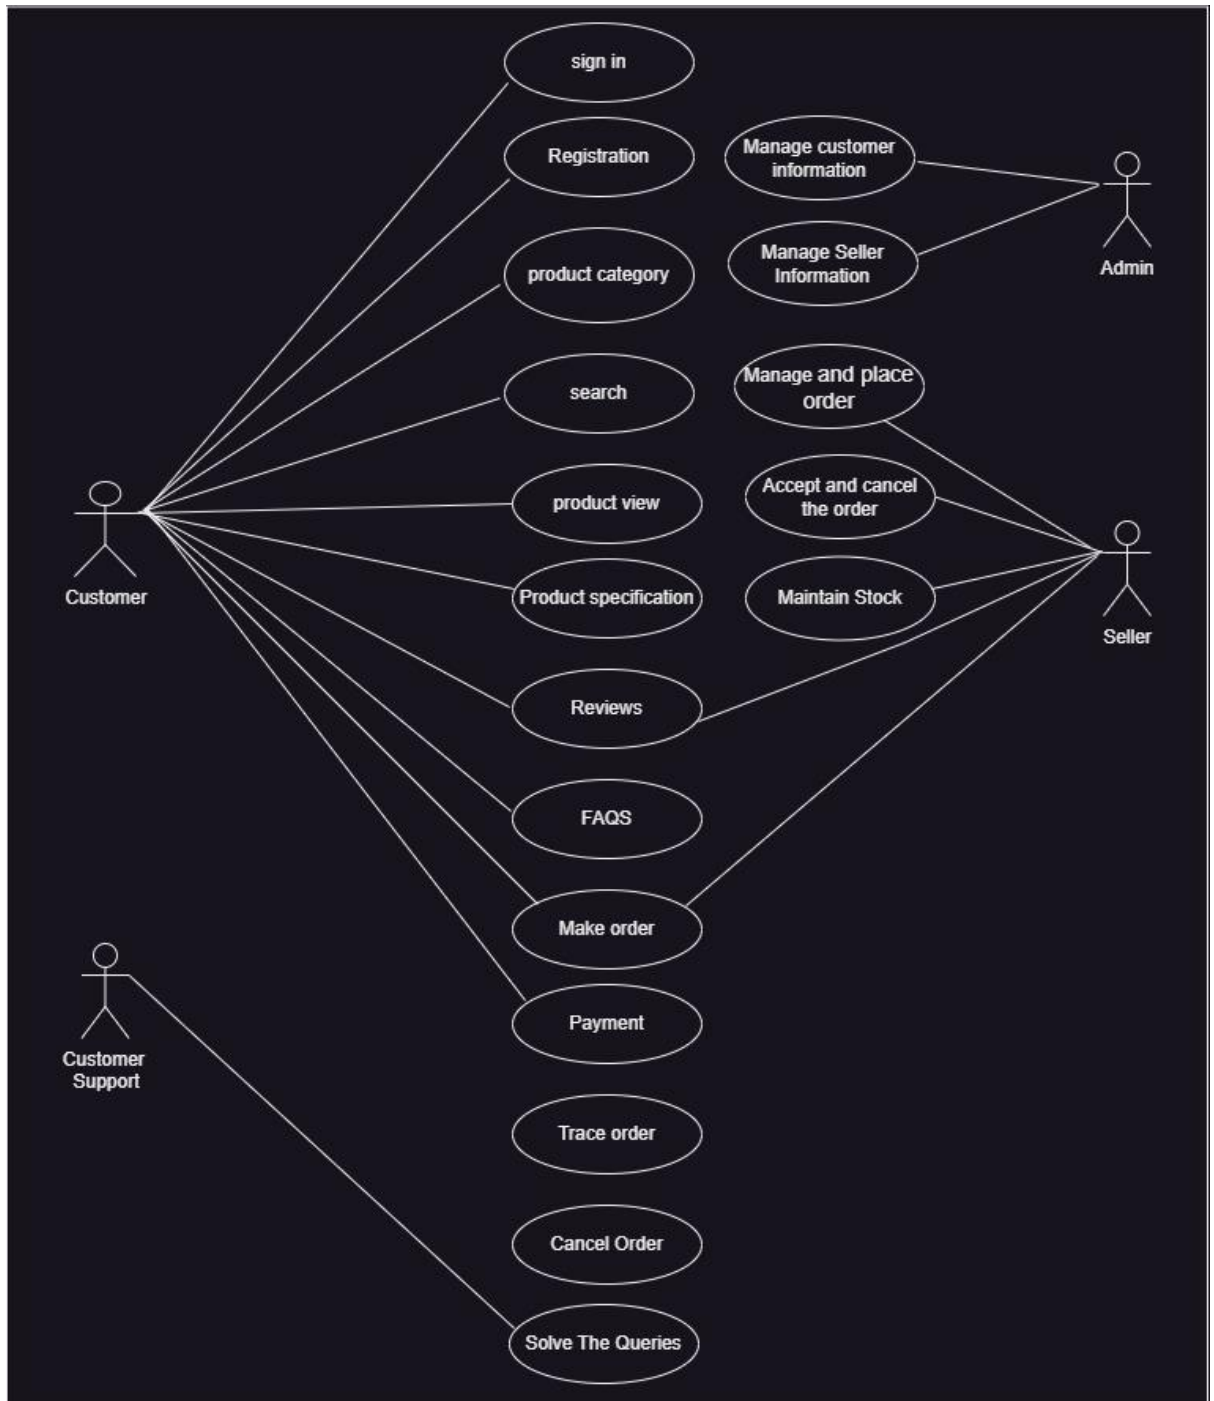 sign in
Registration
Manage customer
information
Admin
product category
Manage Seller
Information
search
Manage and place
order
Customer
product view
Accept and cancel
the order
Product specification
Maintain Stock
Seller
Reviews
FAQS
Make order
Customer
Support
Payment
Trace order
Cancel Order
Solve The Queries